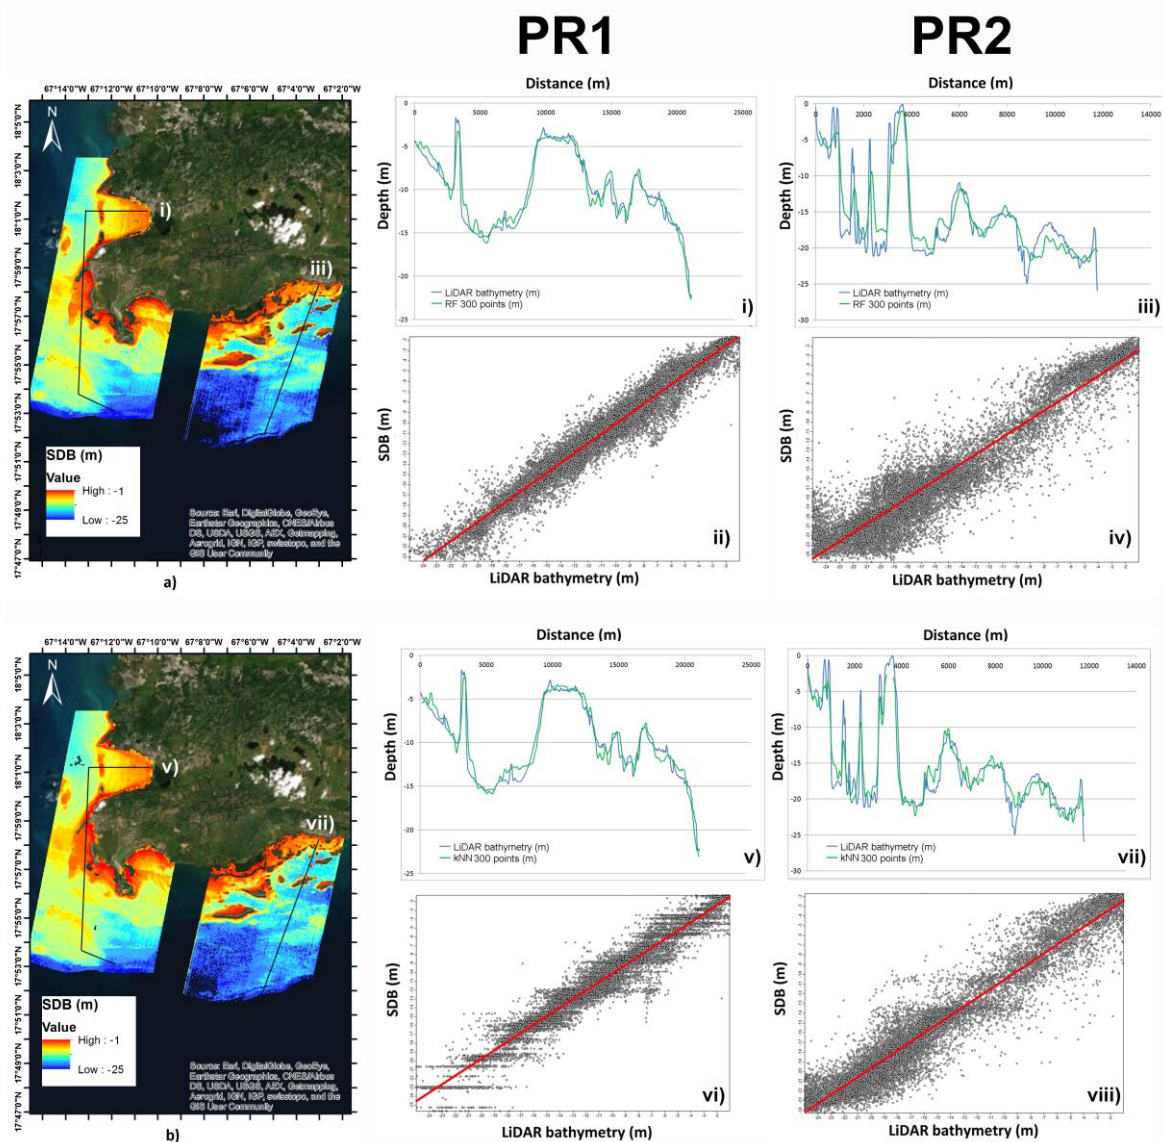 PR1
PR2
67°14'0"W 67°12'0"W 67°10'0"W 67°8'0"W 67°6'0"W 67°4'0"W 67°2'0"W
N
18°5'0"N
18°3'0"N
18°1'0"N
17°59'0"N
17°57'0"N
17°55'0"N
17°53'0"N
17°51'0"N
17°49'0"N
17°47'0"N
i)
iii)
SDB (m)
Value
High : -1
Low : -25
Source: Esri, DigitalGlobe, GeoEye,
Earthstar Geographics, CNES/Airbus
DS, USDA, USGS, AEX, Getmapping,
Aerogrid, IGN, IGP, swisstopo, and the
GIS User Community
a)
Distance (m)
0 5000 10000 15000 20000 25000
Depth (m)
0
-5
-10
-15
-20
-25
LiDAR bathymetry (m)
RF 300 points (m)
i)
Distance (m)
0 2000 4000 6000 8000 10000 12000 14000
Depth (m)
0
-5
-10
-15
-20
-25
-30
LiDAR bathymetry (m)
RF 300 points (m)
iii)
SDB (m)
ii)
LiDAR bathymetry (m)
SDB (m)
iv)
LiDAR bathymetry (m)
67°14'0"W 67°12'0"W 67°10'0"W 67°8'0"W 67°6'0"W 67°4'0"W 67°2'0"W
N
18°5'0"N
18°3'0"N
18°1'0"N
17°59'0"N
17°57'0"N
17°55'0"N
17°53'0"N
17°51'0"N
17°49'0"N
17°47'0"N
v)
vii)
SDB (m)
Value
High : -1
Low : -25
Source: Esri, DigitalGlobe, GeoEye,
Earthstar Geographics, CNES/Airbus
DS, USDA, USGS, AEX, Getmapping,
Aerogrid, IGN, IGP, swisstopo, and the
GIS User Community
b)
Distance (m)
0 5000 10000 15000 20000 25000
Depth (m)
0
-5
-10
-15
-20
-25
LiDAR bathymetry (m)
kNN 300 points (m)
v)
Distance (m)
0 2000 4000 6000 8000 10000 12000 14000
Depth (m)
0
-5
-10
-15
-20
-25
-30
LiDAR bathymetry (m)
kNN 300 points (m)
vii)
SDB (m)
vi)
LiDAR bathymetry (m)
SDB (m)
viii)
LiDAR bathymetry (m)